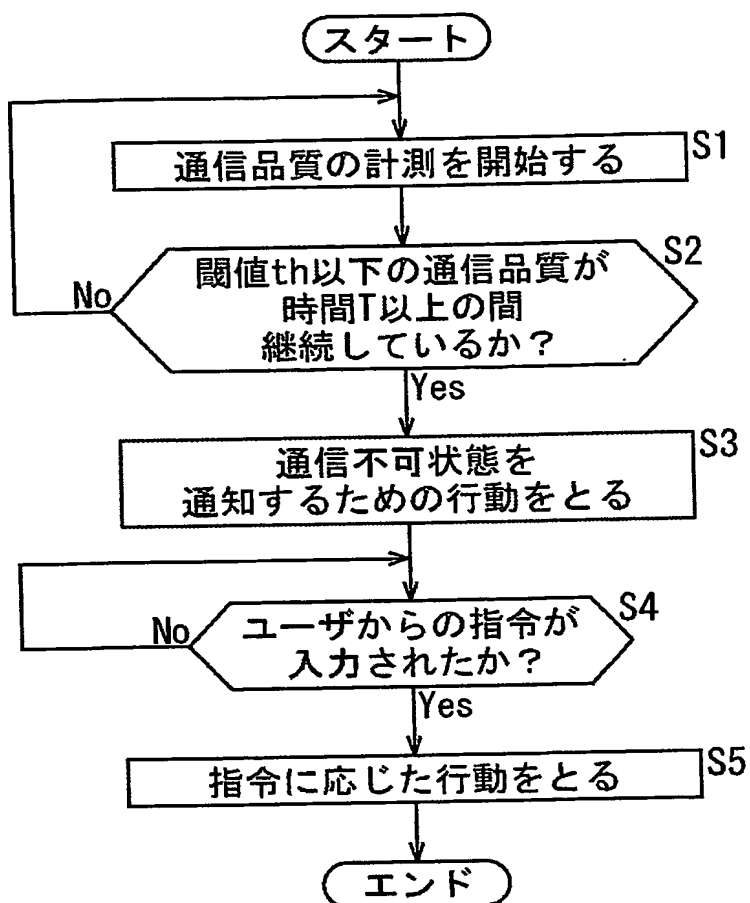 スタート
通信品質の計測を開始する
S1
閾値th以下の通信品質が
時間T以上の間
継続しているか？
S2
No
Yes
通信不可状態を
通知するための行動をとる
S3
ユーザからの指令が
入力されたか？
S4
No
Yes
指令に応じた行動をとる
S5
エンド